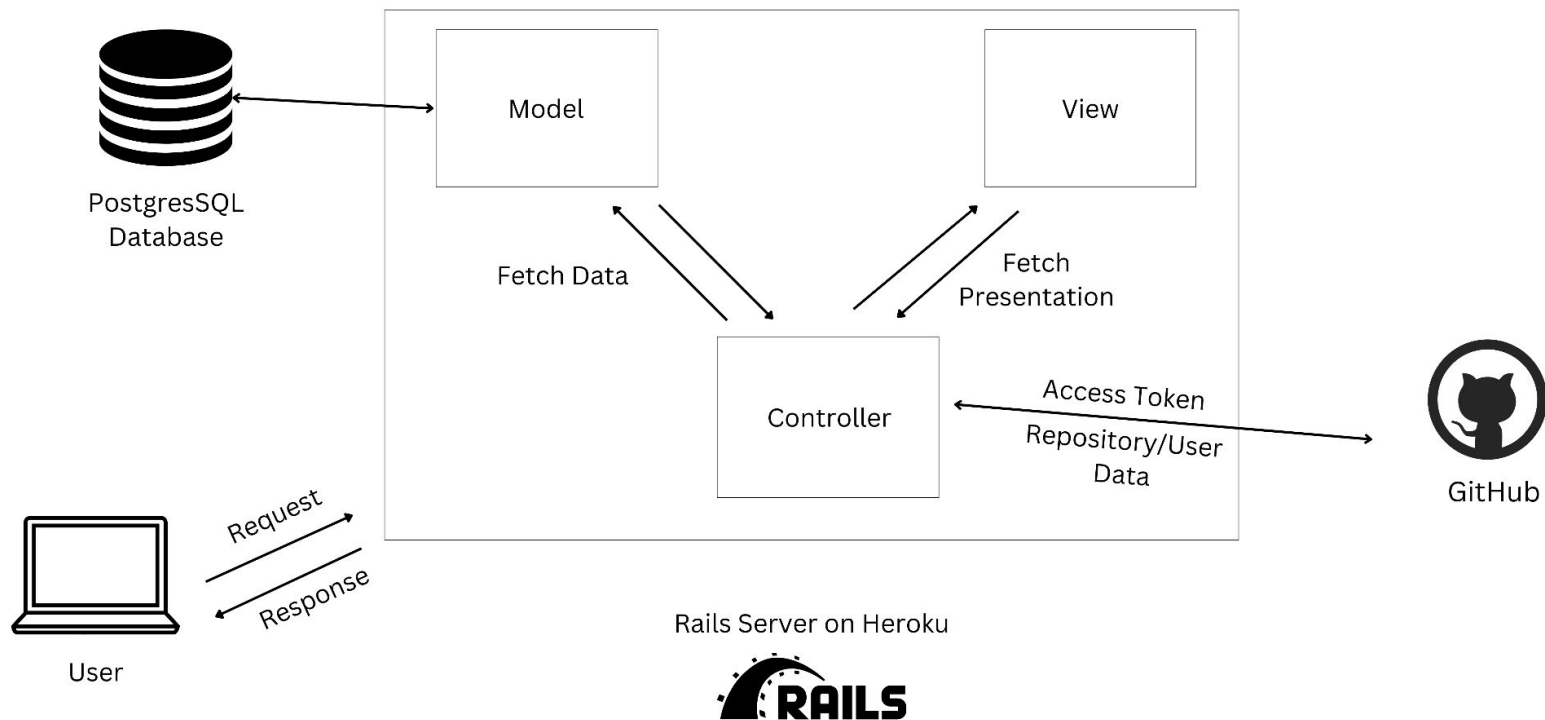 Model
View
PostgresSQL
Database
Fetch Data
Fetch
Presentation
Controller
Access Token
Repository/User
Data
GitHub
Request
Response
User
Rails Server on Heroku
RAILS